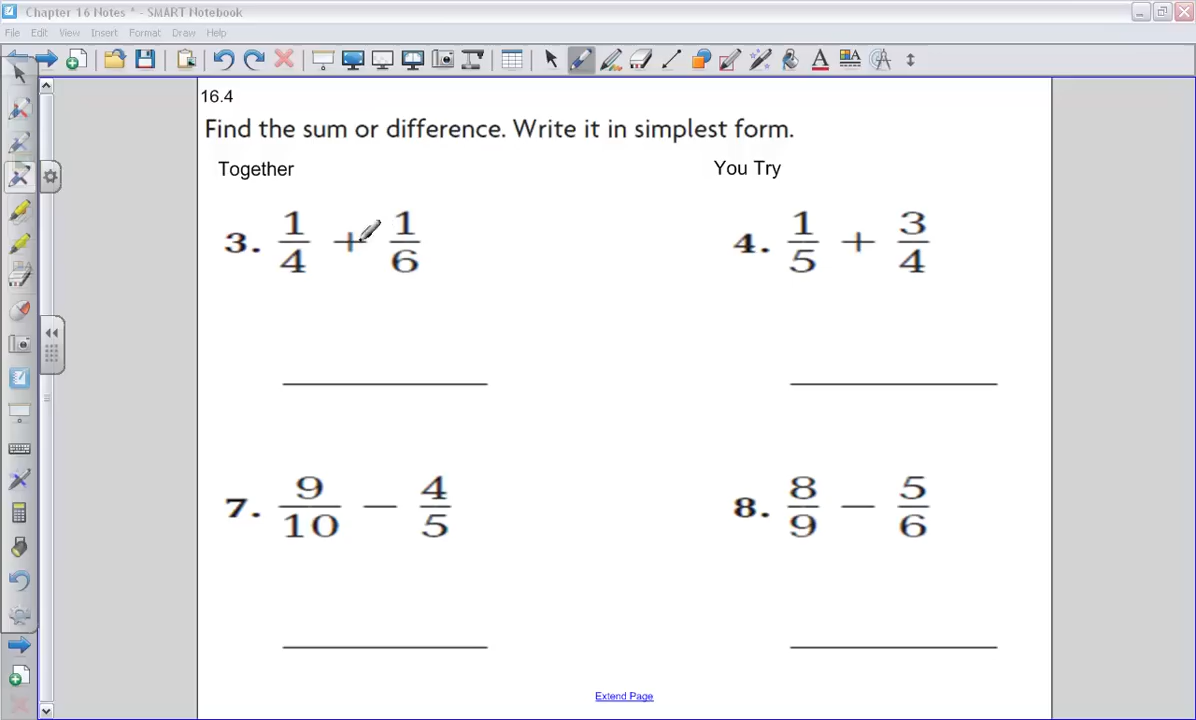 Chapter 16 Notes * - SMART Notebook
File Edit View Insert Format Draw Help
16.4
Find the sum or difference. Write it in simplest form.
Together You Try
3. 1/4 + 1/6 4. 1/5 + 3/4
7. 9/10 − 4/5 8. 8/9 − 5/6
Extend Page